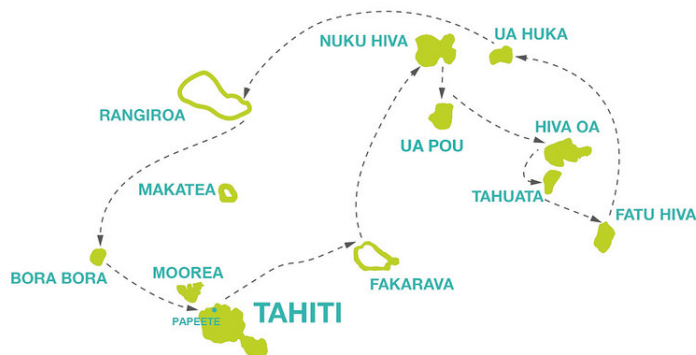 NUKU HIVA
UA HUKA
RANGIROA
UA POU
HIVA OA
MAKATEA
TAHUATA
FATU HIVA
BORA BORA
MOOREA
FAKARAVA
PAPEETE
TAHITI